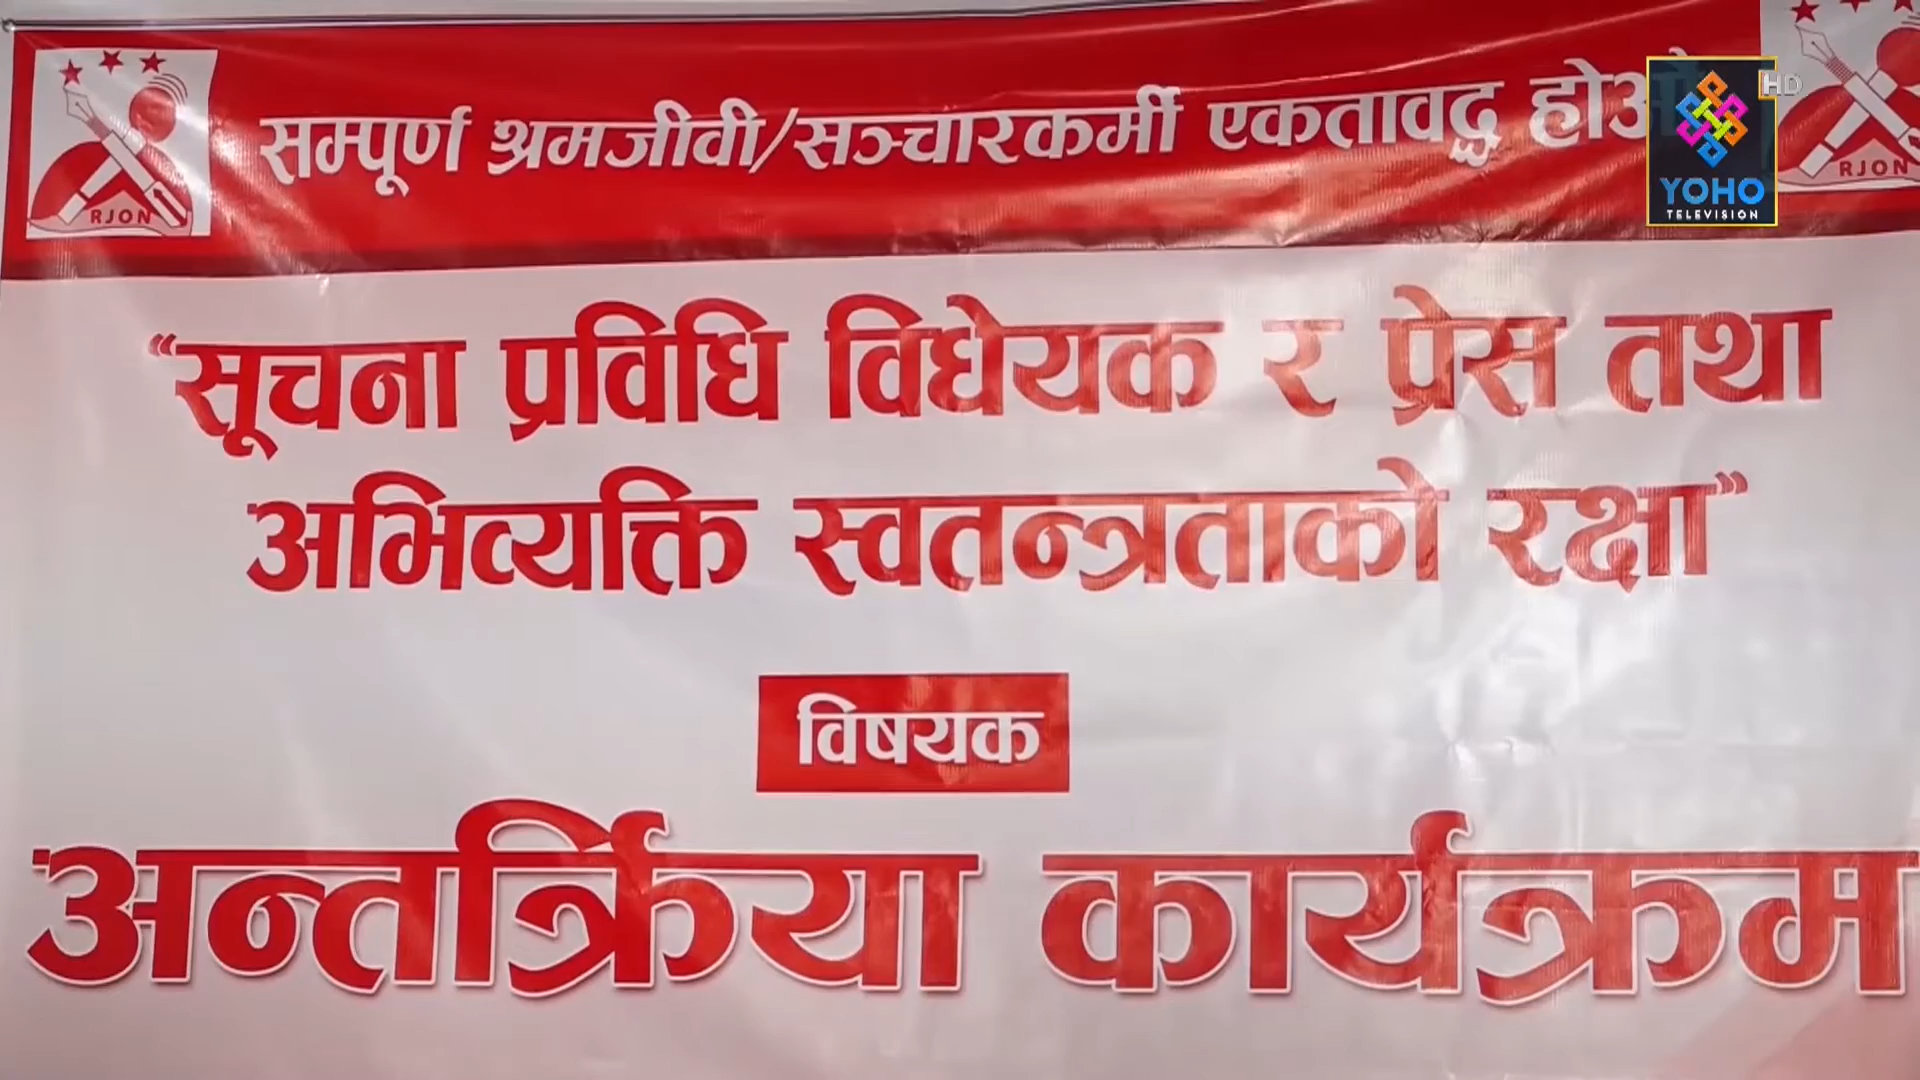 सम्पूर्ण श्रमजीवी/सञ्चारकर्मी एकतावद्ध
RJON
RJON
HD
YOHO
TELEVISION
“सूचना प्रविधि विधेयक र प्रेस तथा
अभिव्यक्ति स्वतन्त्रताको रक्षा”
विषयक
अन्तर्क्रिया कार्यक्रम